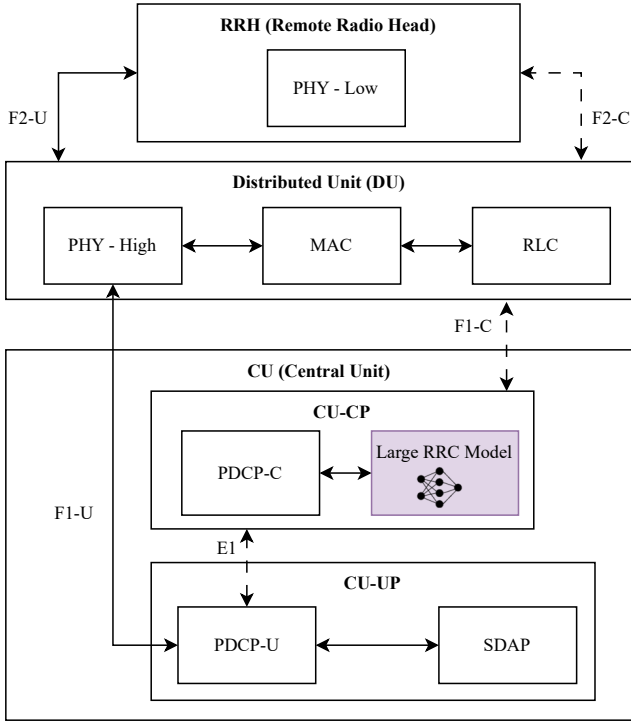 RRH (Remote Radio Head)
PHY - Low
F2-U
F2-C
Distributed Unit (DU)
PHY - High
MAC
RLC
F1-C
CU (Central Unit)
CU-CP
PDCP-C
Large RRC Model
F1-U
E1
CU-UP
PDCP-U
SDAP